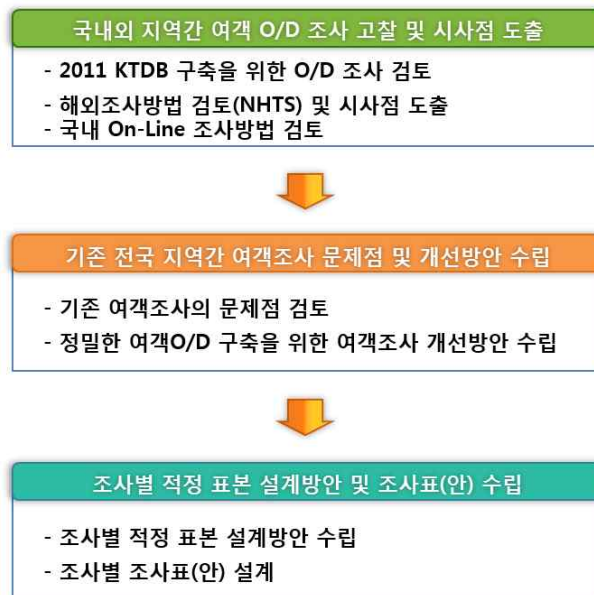 국내외 지역간 여객 O/D 조사 고찰 및 시사점 도출
- 2011 KTDB 구축을 위한 O/D 조사 검토
- 해외조사방법 검토(NHTS) 및 시사점 도출
- 국내 On-Line 조사방법 검토
기존 전국 지역간 여객조사 문제점 및 개선방안 수립
- 기존 여객조사의 문제점 검토
- 정밀한 여객O/D 구축을 위한 여객조사 개선방안 수립
조사별 적정 표본 설계방안 및 조사표(안) 수립
- 조사별 적정 표본 설계방안 수립
- 조사별 조사표(안) 설계